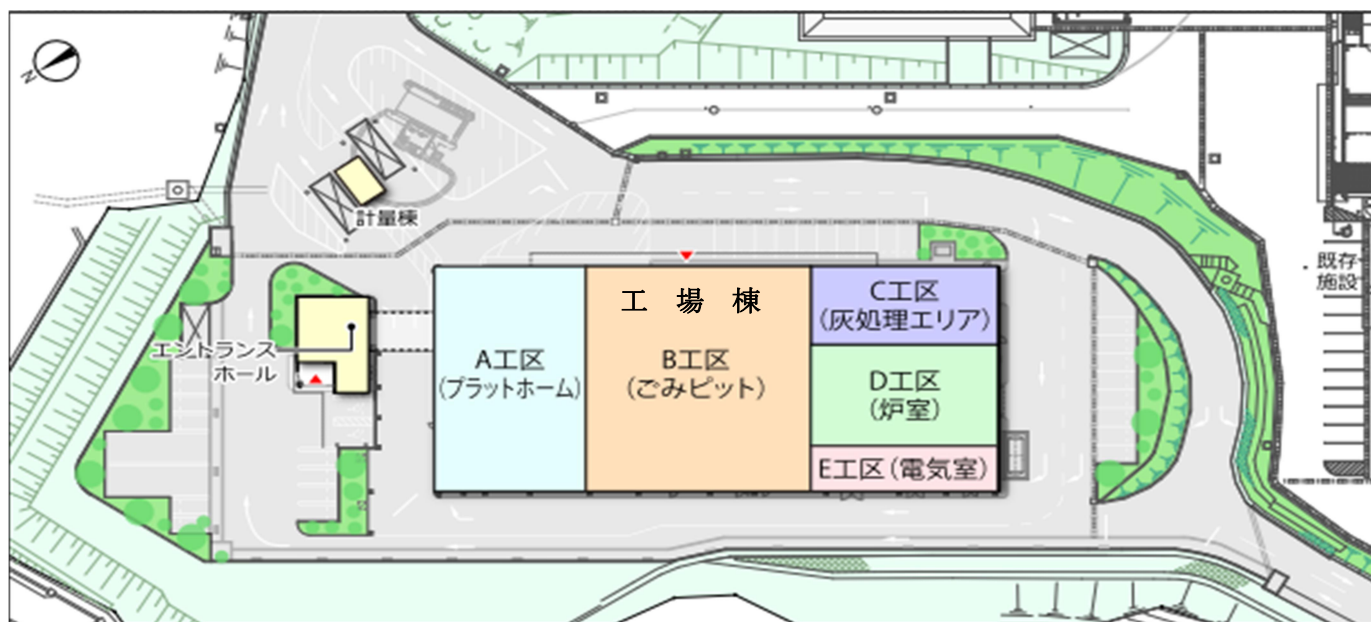 N
計量棟
既存
施設
工場棟
C工区
(灰処理エリア)
エントランス
ホール
A工区
(プラットホーム)
B工区
(ごみピット)
D工区
(炉室)
E工区(電気室)